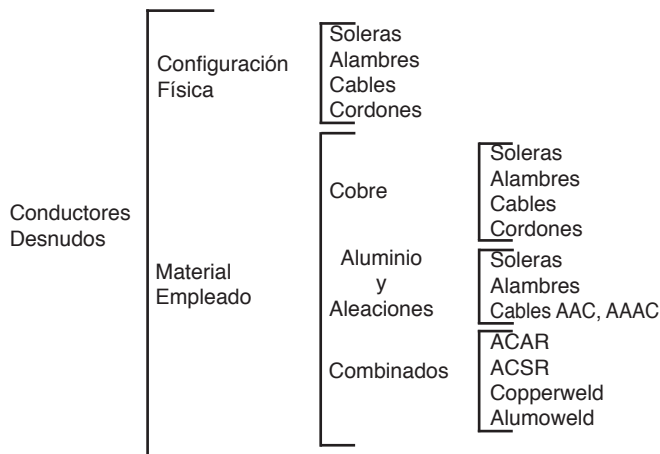 Conductores
Desnudos
Configuración
Física
Soleras
Alambres
Cables
Cordones
Material
Empleado
Cobre
Soleras
Alambres
Cables
Cordones
Aluminio
y
Aleaciones
Soleras
Alambres
Cables AAC, AAAC
Combinados
ACAR
ACSR
Copperweld
Alumoweld